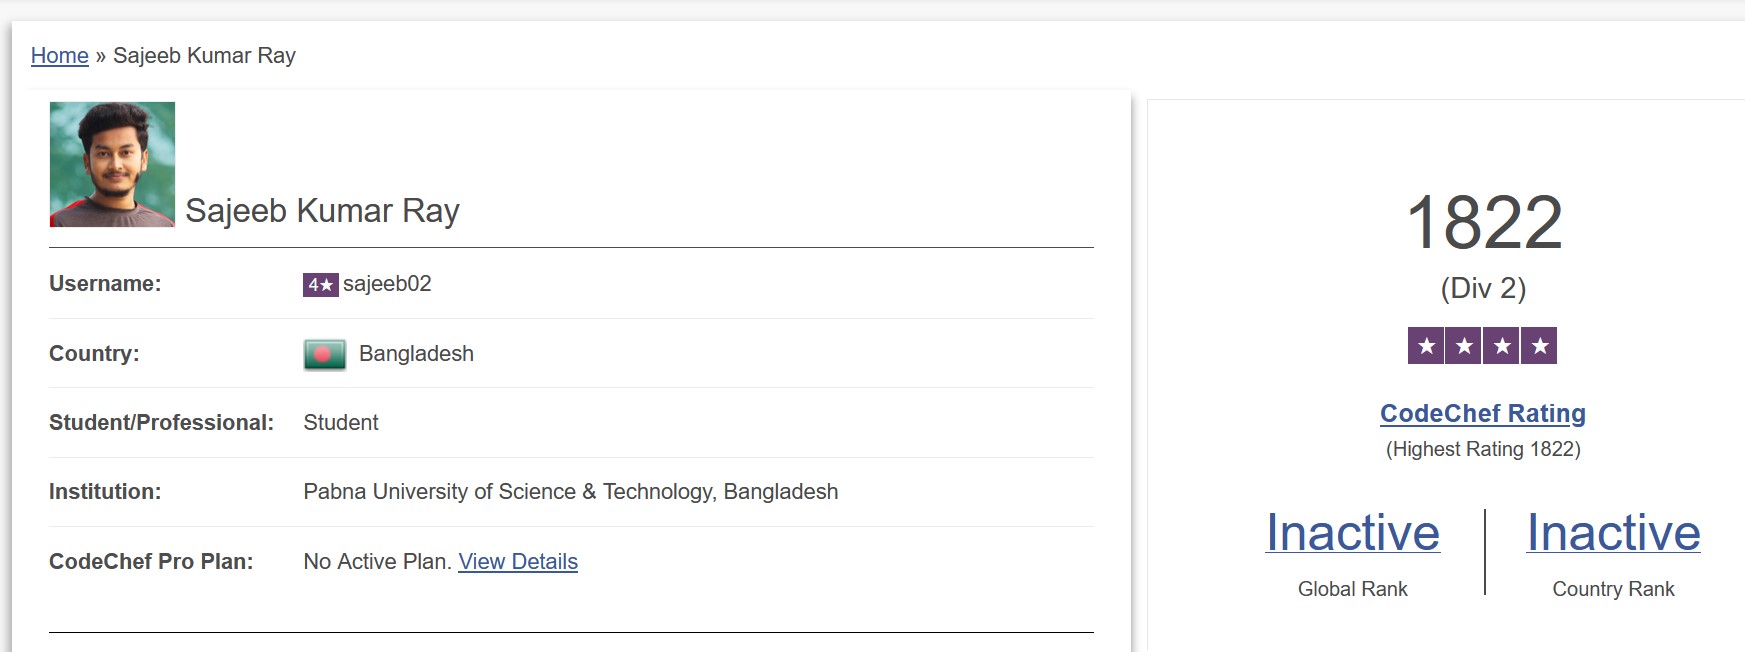 Home » Sajeeb Kumar Ray
Sajeeb Kumar Ray
Username: 4★ sajeeb02
Country: Bangladesh
Student/Professional: Student
Institution: Pabna University of Science & Technology, Bangladesh
CodeChef Pro Plan: No Active Plan. View Details
1822
(Div 2)
★ ★ ★ ★
CodeChef Rating
(Highest Rating 1822)
Inactive Inactive
Global Rank Country Rank